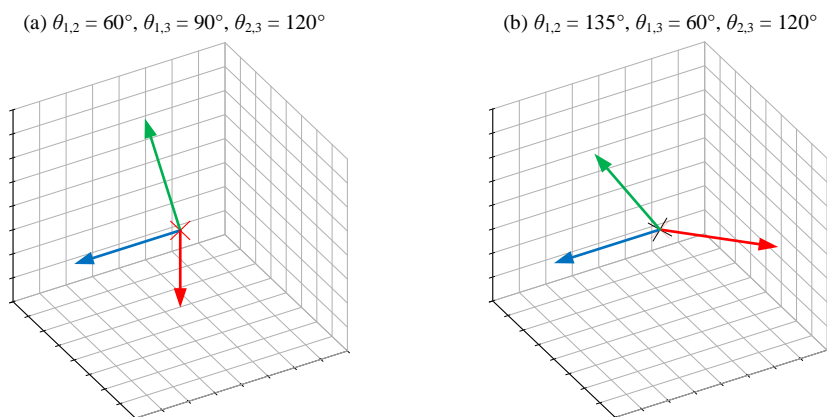 (a) θ1,2 = 60°, θ1,3 = 90°, θ2,3 = 120°
(b) θ1,2 = 135°, θ1,3 = 60°, θ2,3 = 120°